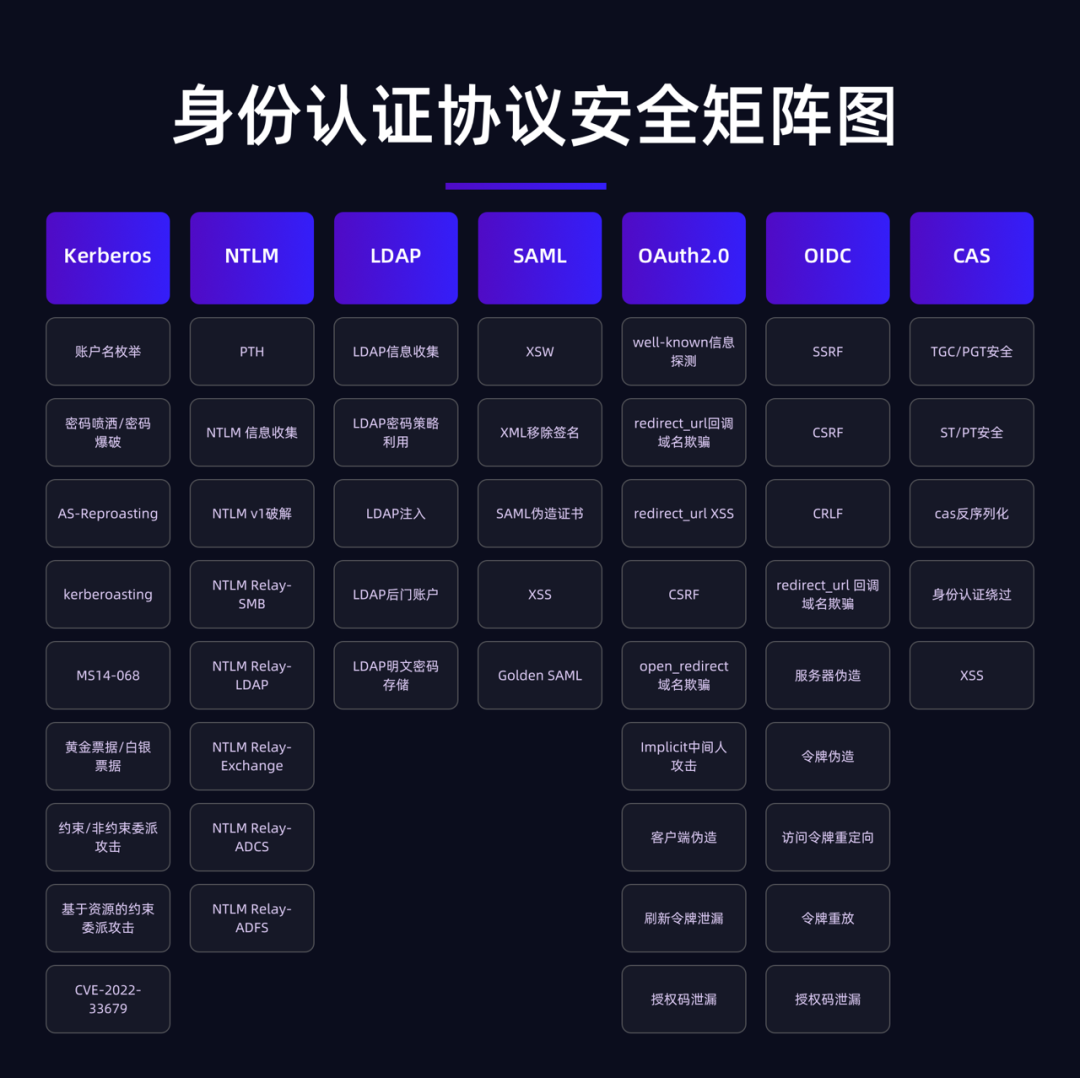 身份认证协议安全矩阵图
Kerberos
NTLM
LDAP
SAML
OAuth2.0
OIDC
CAS
账户名枚举
PTH
LDAP信息收集
XSW
well-known信息
探测
SSRF
TGC/PGT安全
密码喷洒/密码
爆破
NTLM 信息收集
LDAP密码策略
利用
XML移除签名
redirect_url回调
域名欺骗
CSRF
ST/PT安全
AS-Reproasting
NTLM v1破解
LDAP注入
SAML伪造证书
redirect_url XSS
CRLF
cas反序列化
kerberoasting
NTLM Relay-
SMB
LDAP后门账户
XSS
CSRF
redirect_url 回调
域名欺骗
身份认证绕过
MS14-068
NTLM Relay-
LDAP
LDAP明文密码
存储
Golden SAML
open_redirect
域名欺骗
服务器伪造
XSS
黄金票据/白银
票据
NTLM Relay-
Exchange
Implicit中间人
攻击
令牌伪造
约束/非约束委派
攻击
NTLM Relay-
ADCS
客户端伪造
访问令牌重定向
基于资源的约束
委派攻击
NTLM Relay-
ADFS
刷新令牌泄漏
令牌重放
CVE-2022-
33679
授权码泄漏
授权码泄漏